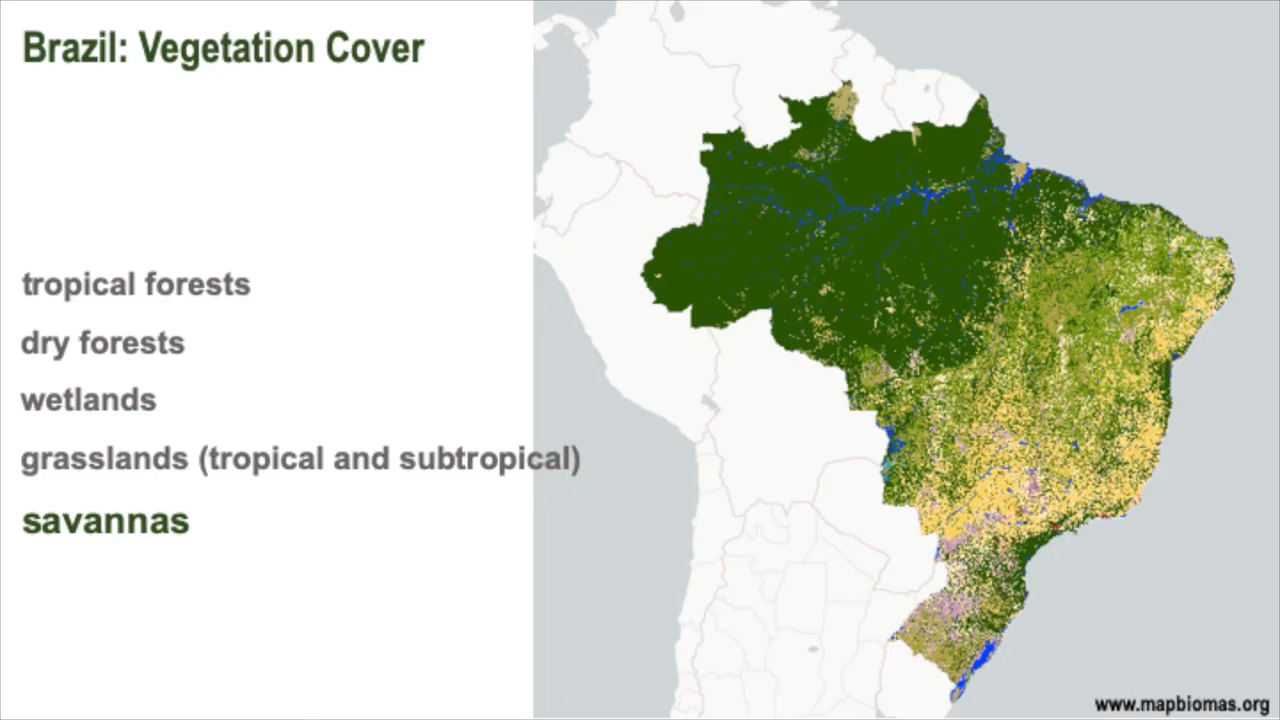 Brazil: Vegetation Cover
tropical forests
dry forests
wetlands
grasslands (tropical and subtropical)
savannas
www.mapbiomas.org